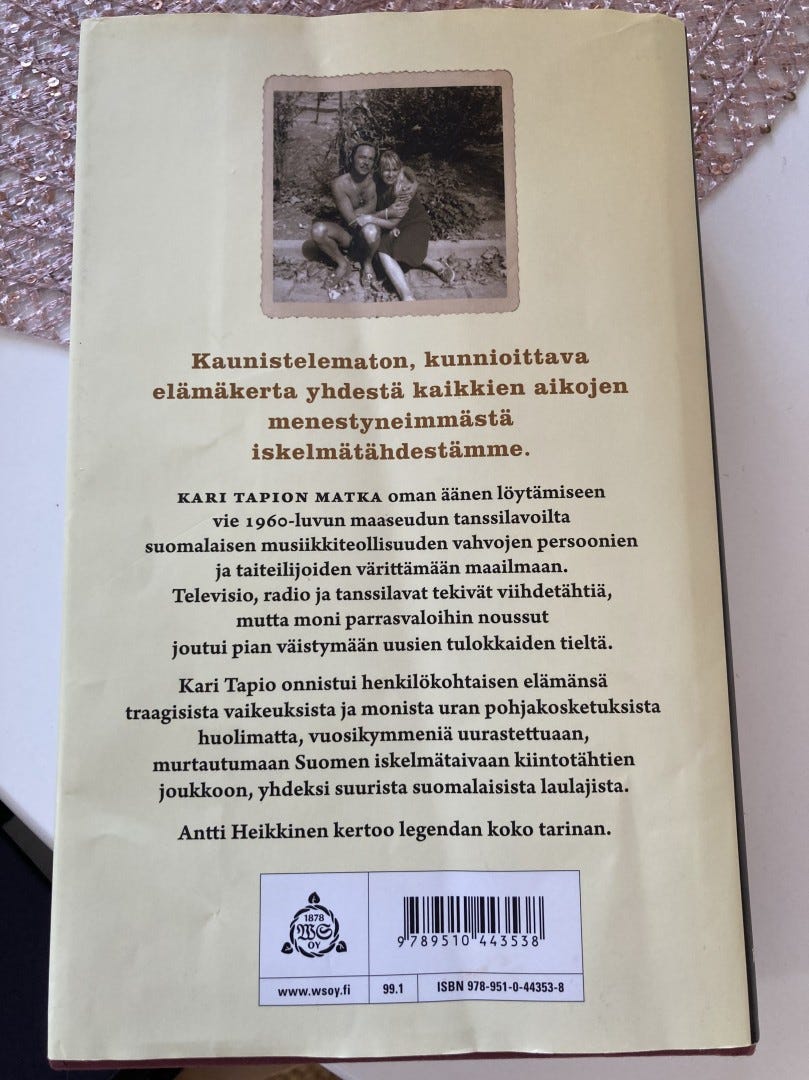 Kaunistelematon, kunnioittava
elämäkerta yhdestä kaikkien aikojen
menestyneimmästä
iskelmätähdestämme.
KARI TAPION MATKA oman äänen löytämiseen
vie 1960-luvun maaseudun tanssilavoilta
suomalaisen musiikkiteollisuuden vahvojen persoonien
ja taiteilijoiden värittämään maailmaan.
Televisio, radio ja tanssilavat tekivät viihdetähtiä,
mutta moni parrasvaloihin noussut
joutui pian väistymään uusien tulokkaiden tieltä.
Kari Tapio onnistui henkilökohtaisen elämänsä
traagisista vaikeuksista ja monista uran pohjakosketuksista
huolimatta, vuosikymmeniä uurastettuaan,
murtautumaan Suomen iskelmätaivaan kiintotähtien
joukkoon, yhdeksi suurista suomalaisista laulajista.
Antti Heikkinen kertoo legendan koko tarinan.
1878
WS
OY
9 789510 443538
www.wsoy.fi
99.1
ISBN 978-951-0-44353-8